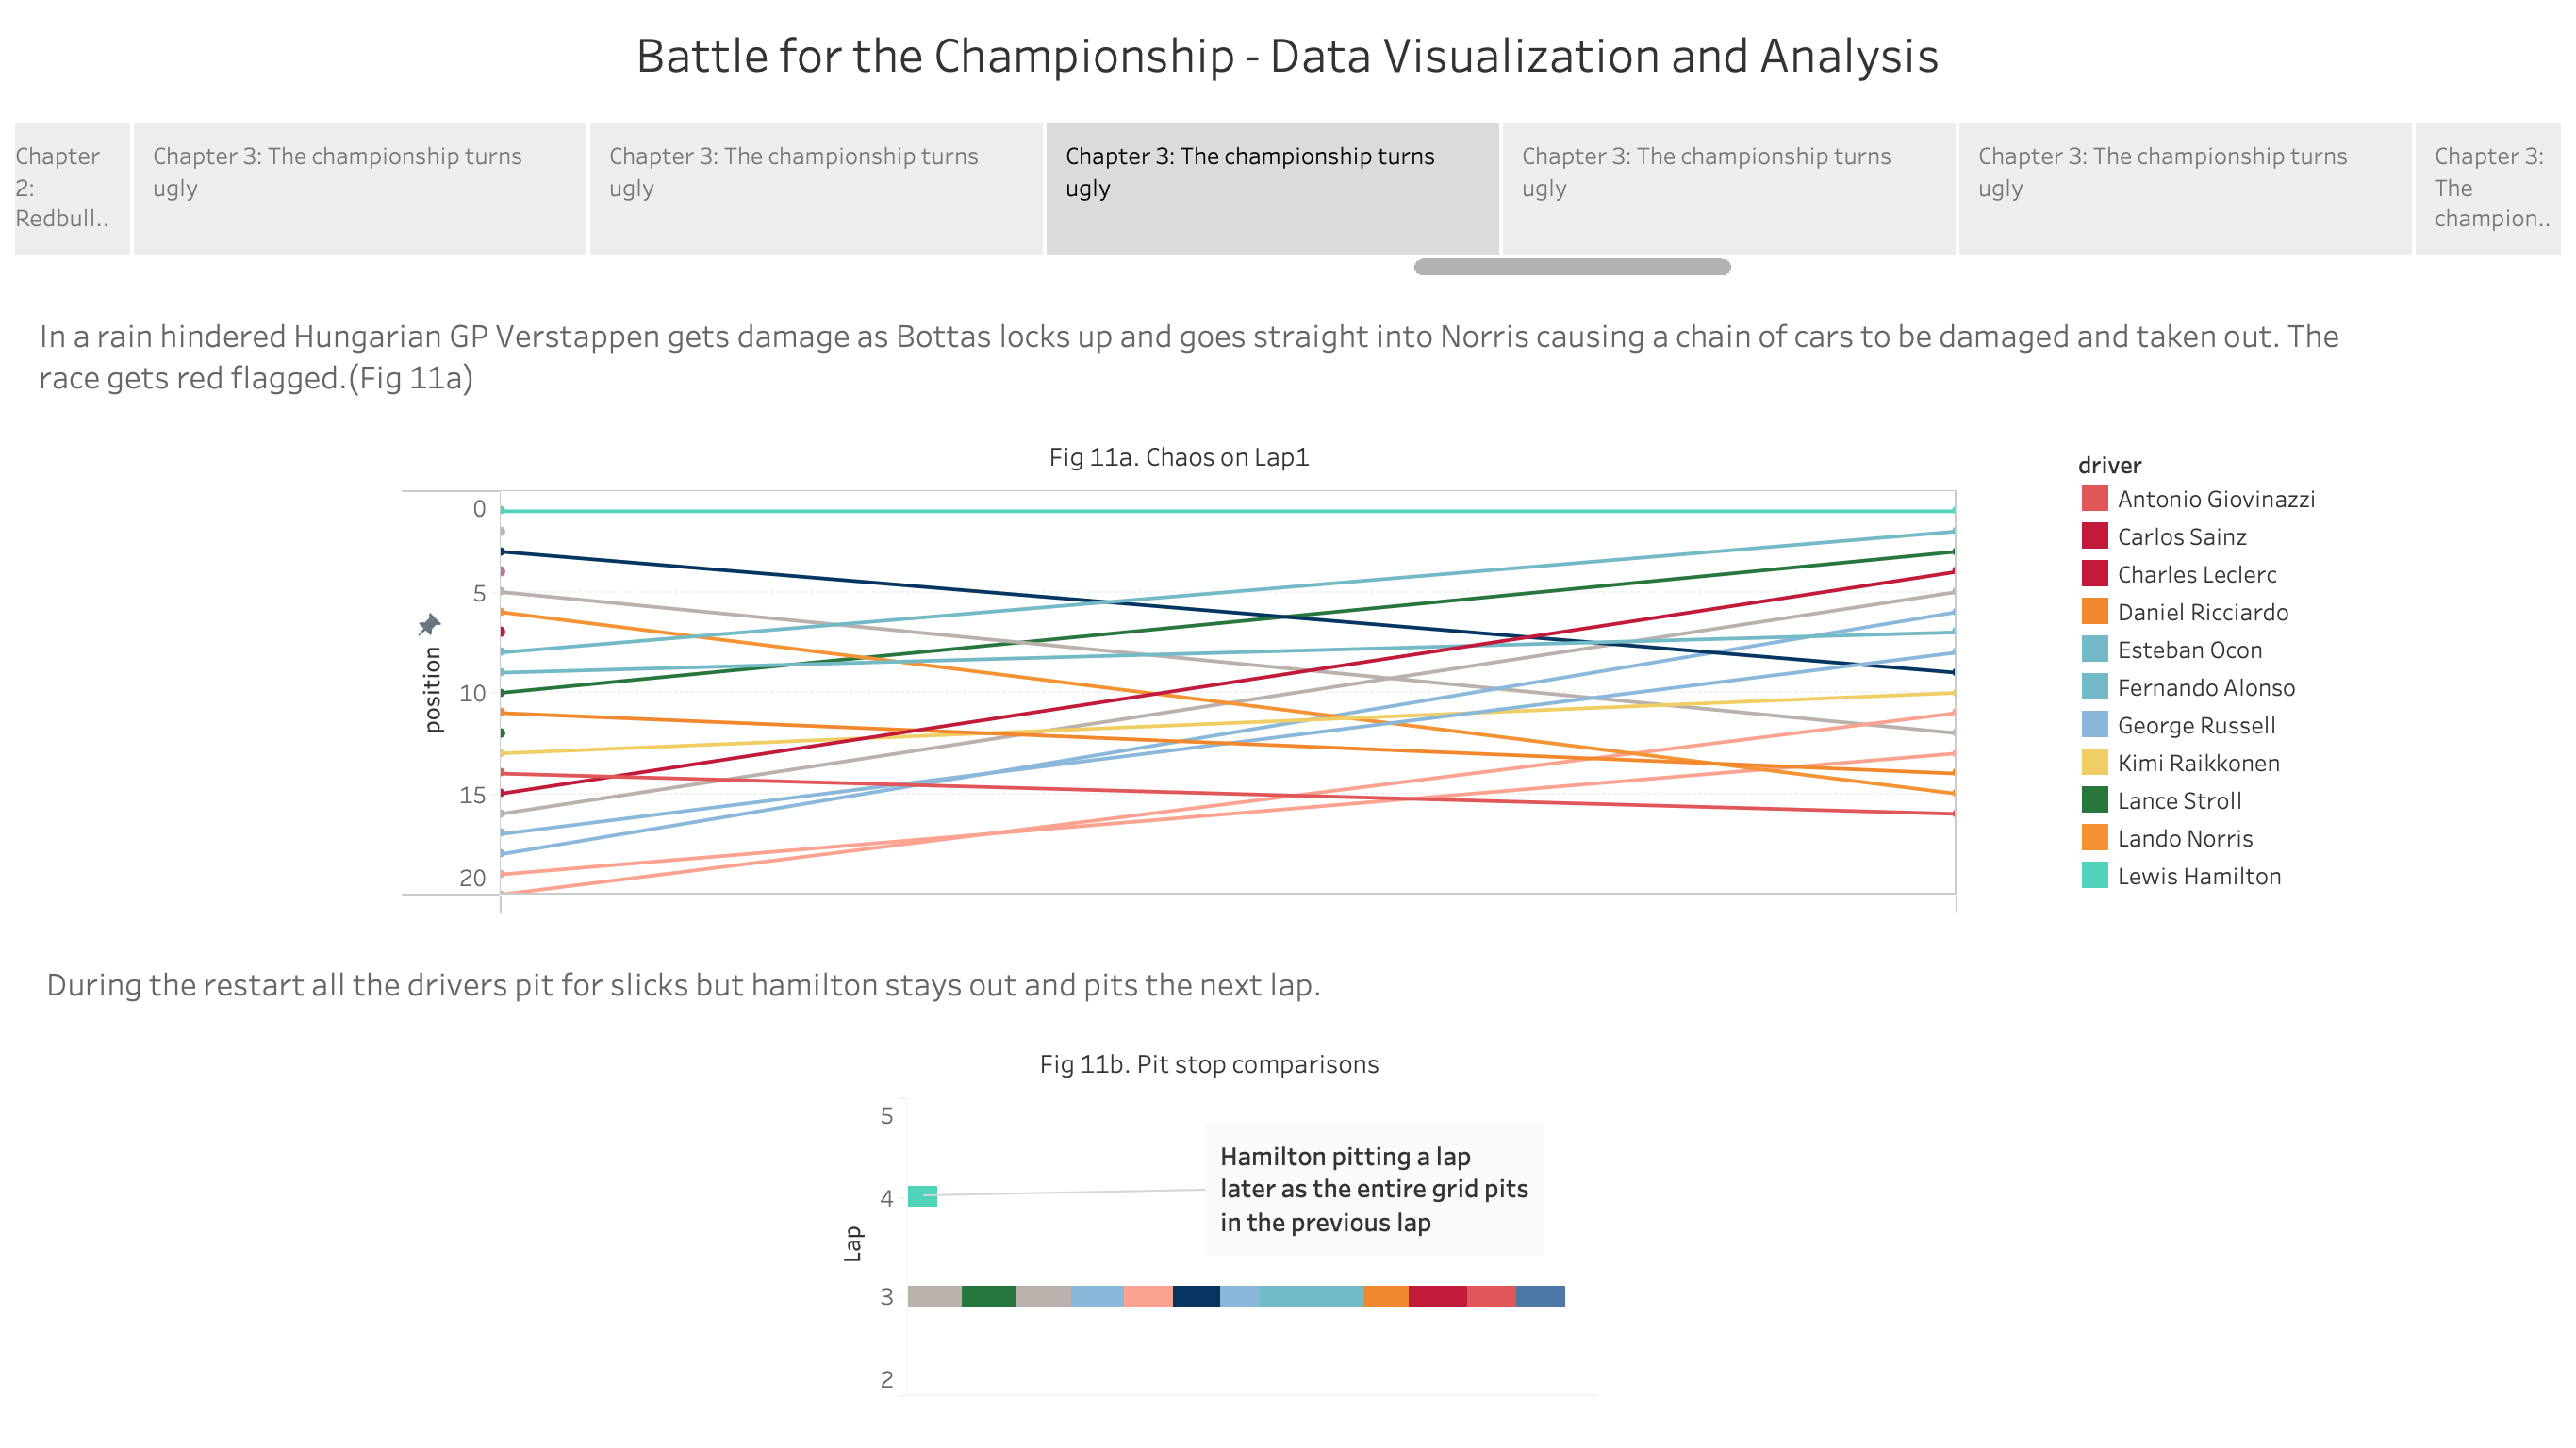 Battle for the Championship - Data Visualization and Analysis
Chapter
2:
Redbull..
Chapter 3: The championship turns
ugly
Chapter 3: The championship turns
ugly
Chapter 3: The championship turns
ugly
Chapter 3: The championship turns
ugly
Chapter 3: The championship turns
ugly
Chapter 3:
The
champion..
In a rain hindered Hungarian GP Verstappen gets damage as Bottas locks up and goes straight into Norris causing a chain of cars to be damaged and taken out. The
race gets red flagged.(Fig 11a)
Fig 11a. Chaos on Lap1
position
0
5
10
15
20
driver
Antonio Giovinazzi
Carlos Sainz
Charles Leclerc
Daniel Ricciardo
Esteban Ocon
Fernando Alonso
George Russell
Kimi Raikkonen
Lance Stroll
Lando Norris
Lewis Hamilton
During the restart all the drivers pit for slicks but hamilton stays out and pits the next lap.
Fig 11b. Pit stop comparisons
Lap
5
4
3
2
Hamilton pitting a lap
later as the entire grid pits
in the previous lap